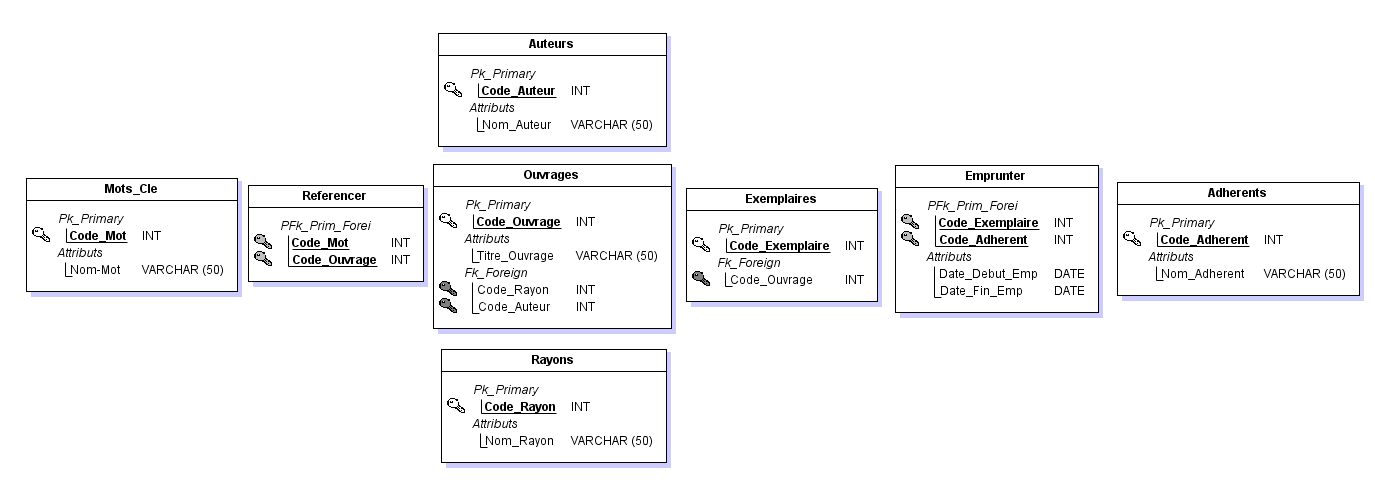 Auteurs
Pk_Primary
Code_Auteur INT
Attributs
Nom_Auteur VARCHAR (50)
Mots_Cle
Pk_Primary
Code_Mot INT
Attributs
Nom-Mot VARCHAR (50)
Referencer
PFk_Prim_Forei
Code_Mot INT
Code_Ouvrage INT
Ouvrages
Pk_Primary
Code_Ouvrage INT
Attributs
Titre_Ouvrage VARCHAR (50)
Fk_Foreign
Code_Rayon INT
Code_Auteur INT
Exemplaires
Pk_Primary
Code_Exemplaire INT
Fk_Foreign
Code_Ouvrage INT
Emprunter
PFk_Prim_Forei
Code_Exemplaire INT
Code_Adherent INT
Attributs
Date_Debut_Emp DATE
Date_Fin_Emp DATE
Adherents
Pk_Primary
Code_Adherent INT
Attributs
Nom_Adherent VARCHAR (50)
Rayons
Pk_Primary
Code_Rayon INT
Attributs
Nom_Rayon VARCHAR (50)